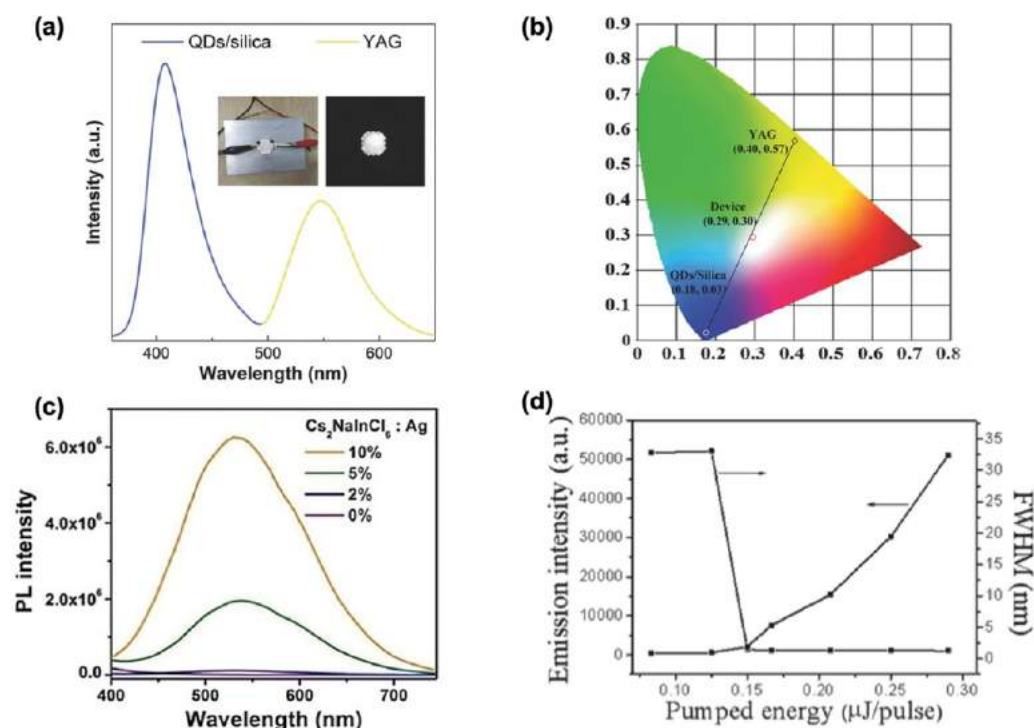 (a)
QDs/silica
YAG
Intensity (a.u.)
400
500
600
Wavelength (nm)
(b)
0.9
0.8
0.7
0.6
0.5
0.4
0.3
0.2
0.1
0
YAG
(0.40, 0.57)
Device
(0.29, 0.30)
QDs/Silica
(0.18, 0.03)
0 0.1 0.2 0.3 0.4 0.5 0.6 0.7 0.8
(c)
Cs₂NaInCl₆ : Ag
10%
5%
2%
0%
PL intensity
6.0x10⁶
4.0x10⁶
2.0x10⁶
0.0
400 500 600 700
Wavelength (nm)
(d)
Emission intensity (a.u.)
60000
50000
40000
30000
20000
10000
0
35
30
25
20
15
10
5
0
FWHM (nm)
0.10 0.15 0.20 0.25 0.30
Pumped energy (μJ/pulse)